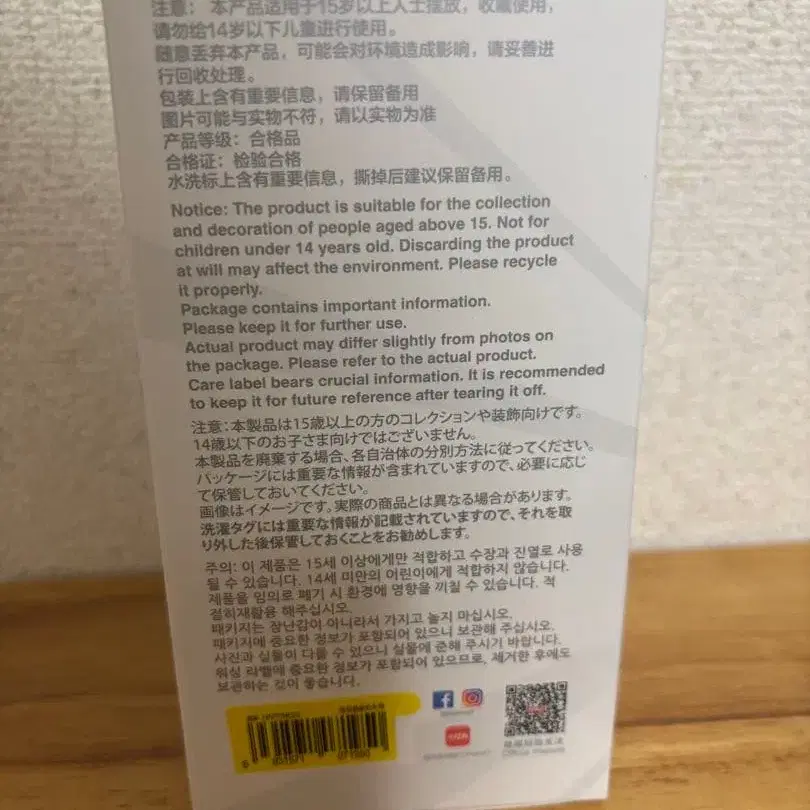 注意： 本产品适用于15岁以上人士摆放，收藏使用，
请勿给14岁以下儿童进行使用。
随意丢弃本产品，可能会对环境造成影响，请妥善进
行回收处理。
包装上含有重要信息，请保留备用
图片可能与实物不符，请以实物为准
产品等级：合格品
合格证：检验合格
水洗标上含有重要信息，撕掉后建议保留备用。
Notice: The product is suitable for the collection
and decoration of people aged above 15. Not for
children under 14 years old. Discarding the product
at will may affect the environment. Please recycle
it properly.
Package contains important information.
Please keep it for further use.
Actual product may differ slightly from photos on
the package. Please refer to the actual product.
Care label bears crucial information. It is recommended
to keep it for future reference after tearing it off.
注意：本製品は15歳以上の方のコレクションや装飾向けです。
14歳以下のお子さま向けではございません。
本製品を廃棄する場合、各自治体の分別方法に従ってください。
パッケージには重要な情報が含まれていますので、必要に応じ
て保管しておいてください。
画像はイメージです。実際の商品とは異なる場合があります。
洗濯タグには重要な情報が記載されていますので、それを取
り外した後保管しておくことをお勧めします。
주의: 이 제품은 15세 이상에게만 적합하고 수장과 진열로 사용
될 수 있습니다. 14세 미만의 어린이에게 적합하지 않습니다.
제품을 임의로 폐기 시 환경에 영향을 끼칠 수 있습니다. 적
절히재활용 해주십시오.
패키지는 장난감이 아니라서 가지고 놀지 마십시오.
패키지에 중요한 정보가 포함되어 있으니 보관해 주십시오.
사진과 실물이 다를 수 있으니 실물에 준해 주시기 바랍니다.
워싱 라벨에 중요한 정보가 포함되어 있으므로, 제거한 후에도
보관하는 것이 좋습니다.